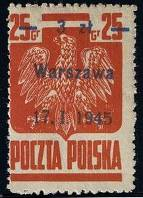 25 3 zł 25
GR GR
Warszawa
17. I. 1945
POCZTA POLSKA